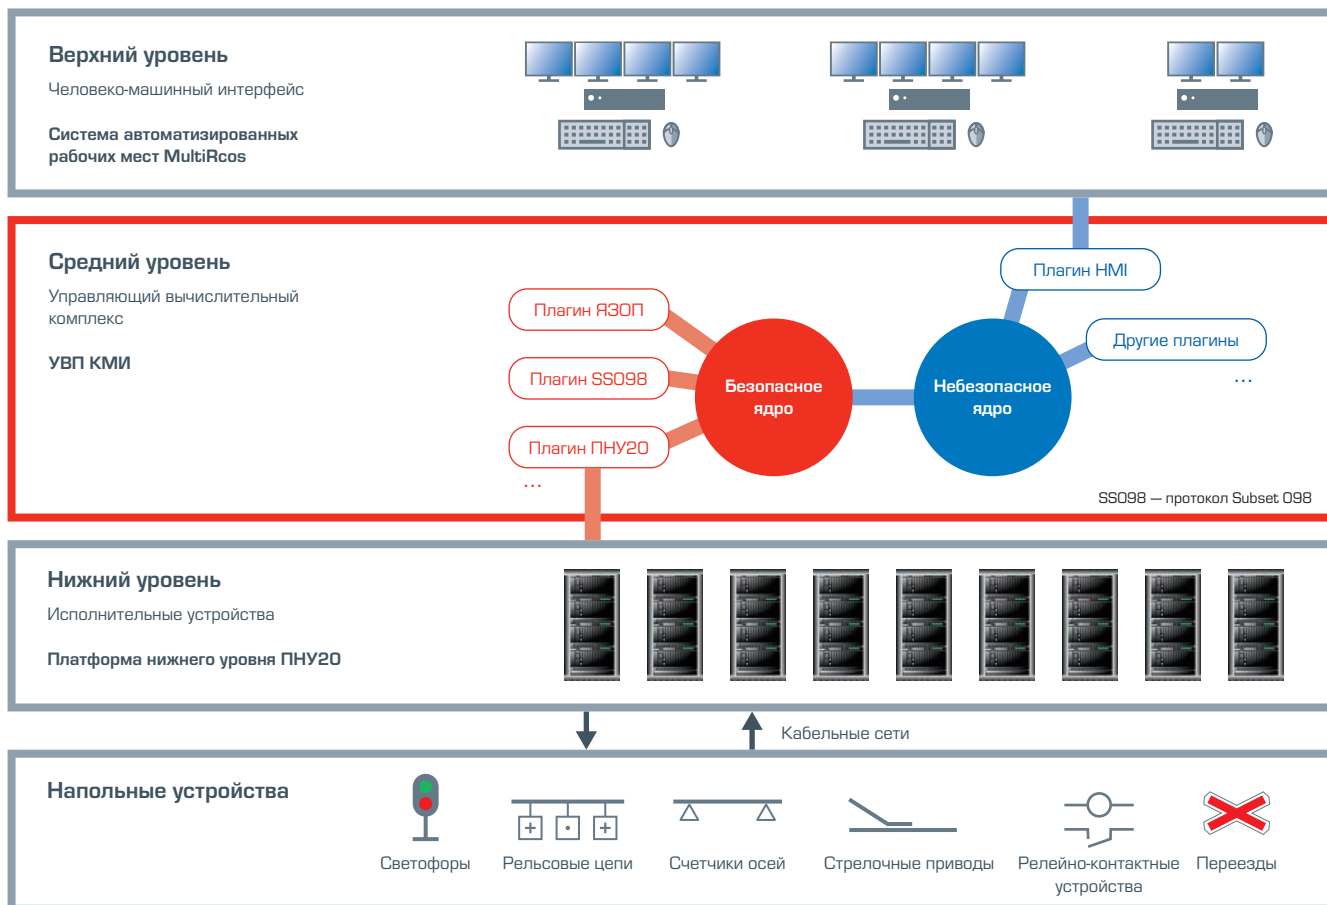 Верхний уровень
Человеко-машинный интерфейс
Система автоматизированных
рабочих мест MultiRcos
Средний уровень
Управляющий вычислительный
комплекс
УВП КМИ
Плагин HMI
Плагин ЯЗОП
Другие плагины
...
Плагин SS098
Безопасное
ядро
Небезопасное
ядро
Плагин ПНУ20
...
SS098 — протокол Subset 098
Нижний уровень
Исполнительные устройства
Платформа нижнего уровня ПНУ20
Кабельные сети
Напольные устройства
Светофоры
Рельсовые цепи
Счетчики осей
Стрелочные приводы
Релейно-контактные
устройства
Переезды